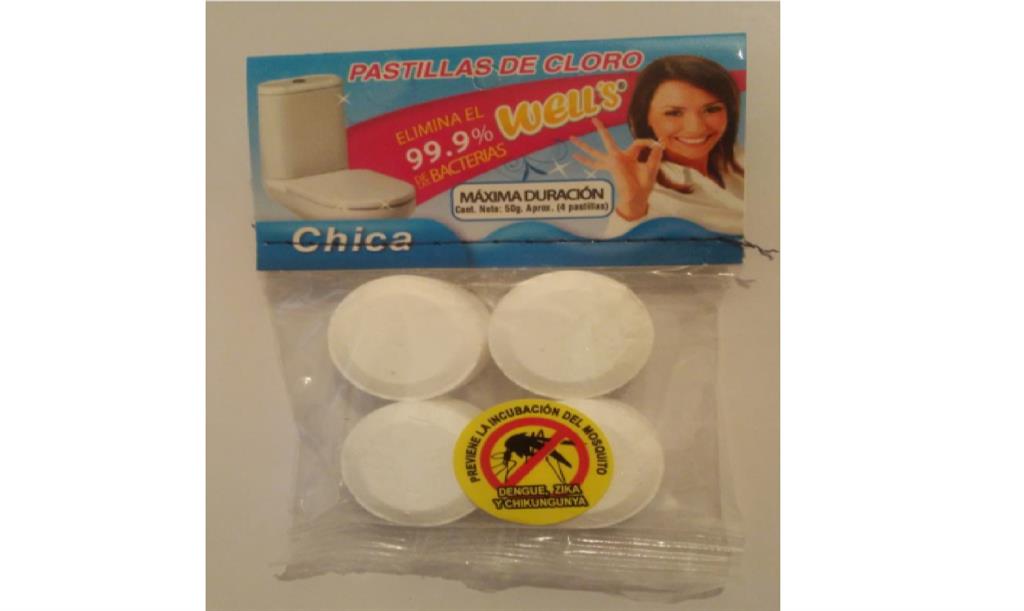 PASTILLAS DE CLORO
WELL'S®
ELIMINA EL
99.9%
DE LAS BACTERIAS
MÁXIMA DURACIÓN
Cont. Neto: 50g. Aprox. (4 pastillas)
Chica
PREVIENE LA INCUBACIÓN DEL MOSQUITO
DENGUE, ZIKA
Y CHIKUNGUNYA